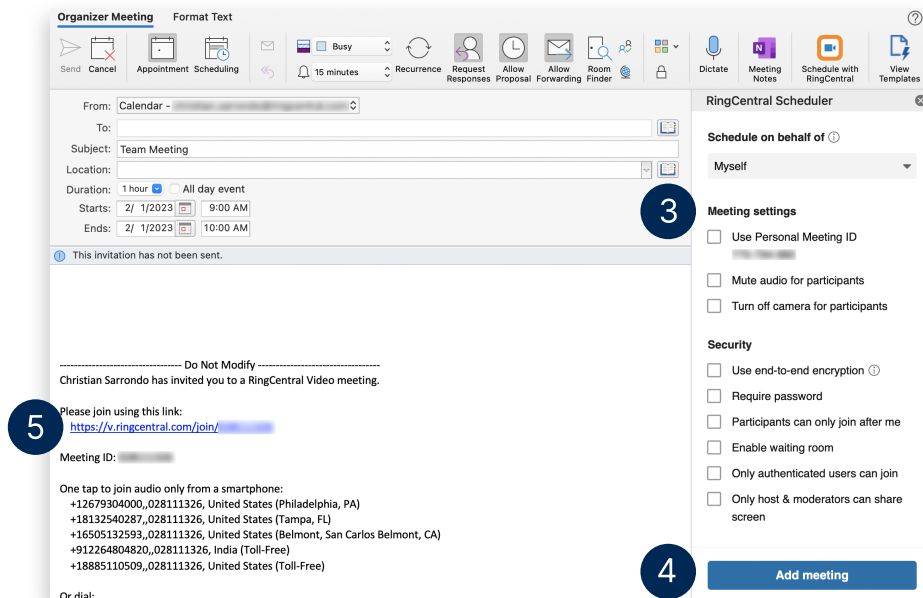 Organizer Meeting Format Text
Send Cancel Appointment Scheduling Busy 15 minutes Recurrence Request Responses Allow Proposal Allow Forwarding Room Finder Dictate Meeting Notes Schedule with RingCentral View Templates
From: Calendar -
To:
Subject: Team Meeting
Location:
Duration: 1 hour All day event
Starts: 2/ 1/2023 9:00 AM
Ends: 2/ 1/2023 10:00 AM
This invitation has not been sent.
---------------------------------- Do Not Modify ----------------------------------
Christian Sarrondo has invited you to a RingCentral Video meeting.
5
Please join using this link:
https://v.ringcentral.com/join/
Meeting ID:
One tap to join audio only from a smartphone:
+12679304000,,028111326, United States (Philadelphia, PA)
+18132540287,,028111326, United States (Tampa, FL)
+16505132593,,028111326, United States (Belmont, San Carlos Belmont, CA)
+912264804820,,028111326, India (Toll-Free)
+18885110509,,028111326, United States (Toll-Free)
Or dial:
RingCentral Scheduler
Schedule on behalf of
Myself
3
Meeting settings
Use Personal Meeting ID
Mute audio for participants
Turn off camera for participants
Security
Use end-to-end encryption
Require password
Participants can only join after me
Enable waiting room
Only authenticated users can join
Only host & moderators can share
screen
4
Add meeting